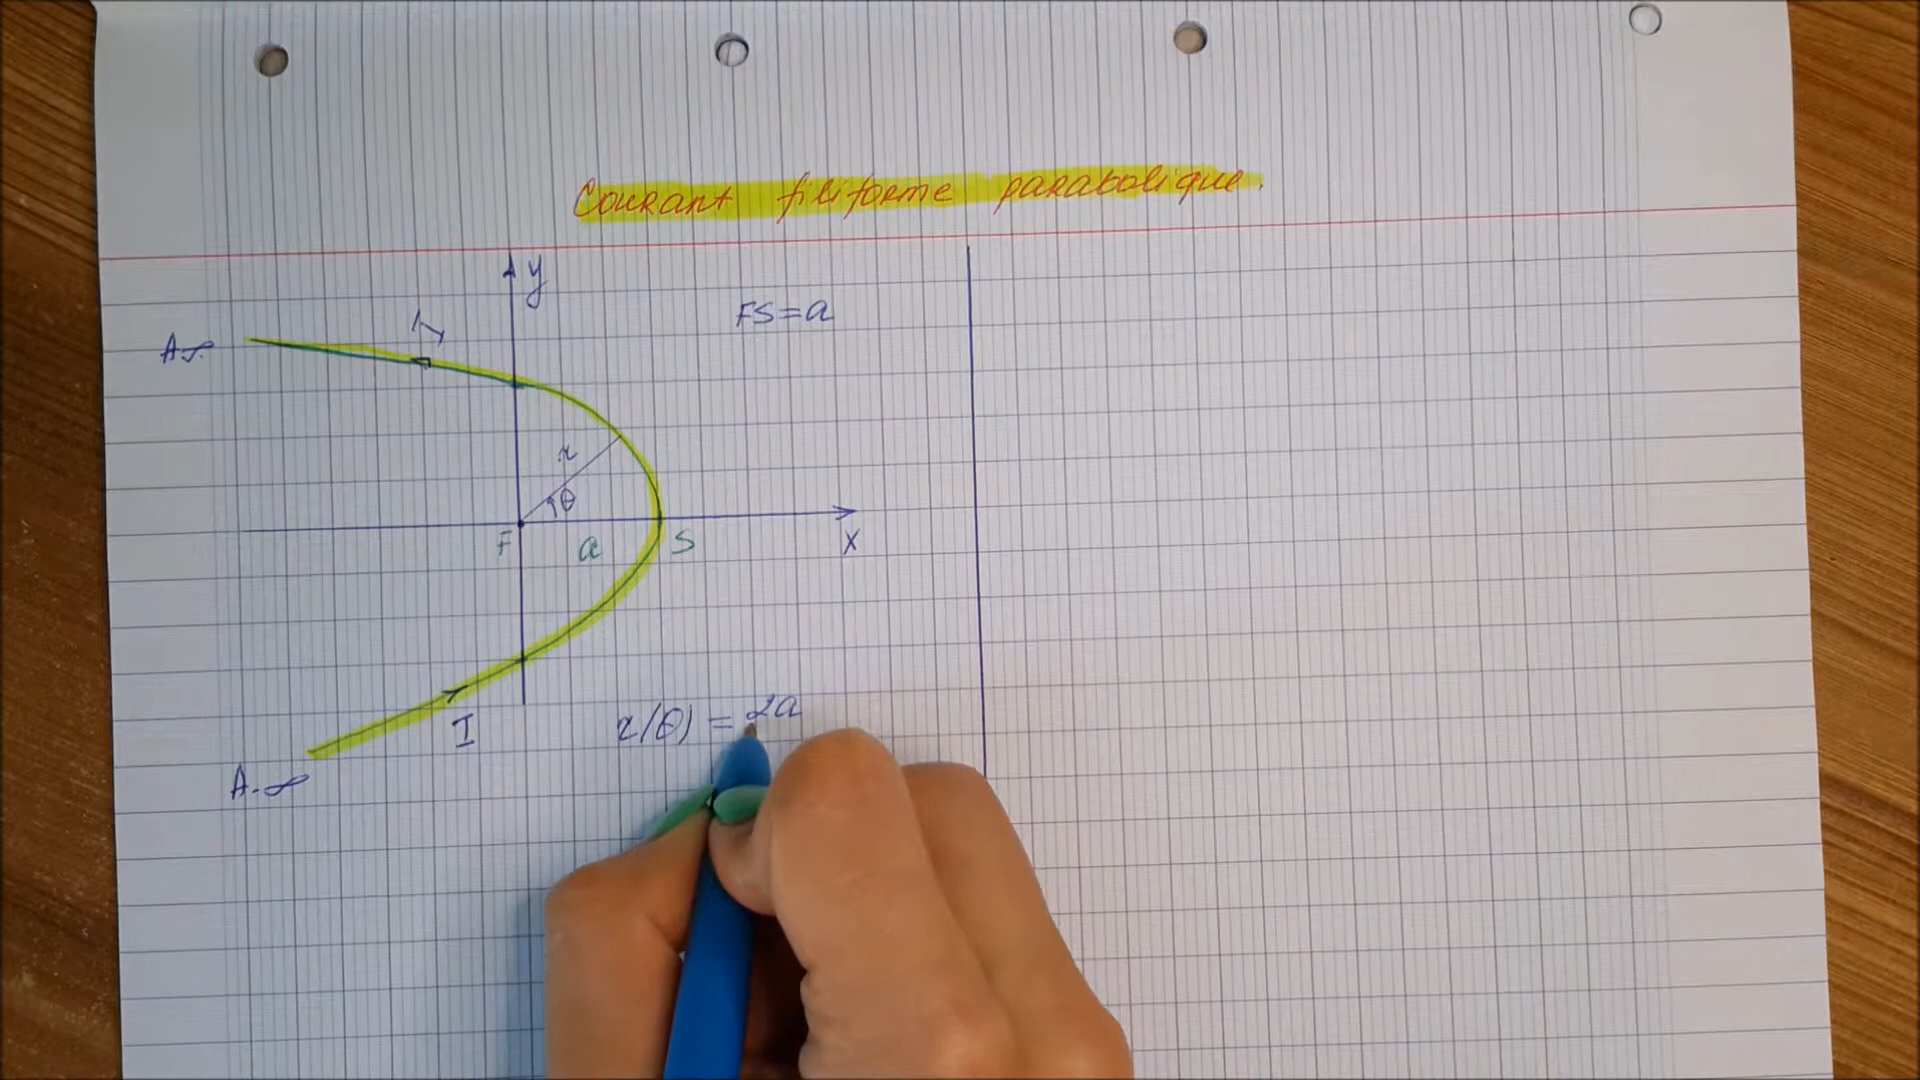 Courant filiforme parabolique.
y
FS=a
A∞
r
θ
F a S
X
I
r(θ) = 2a
A-∞